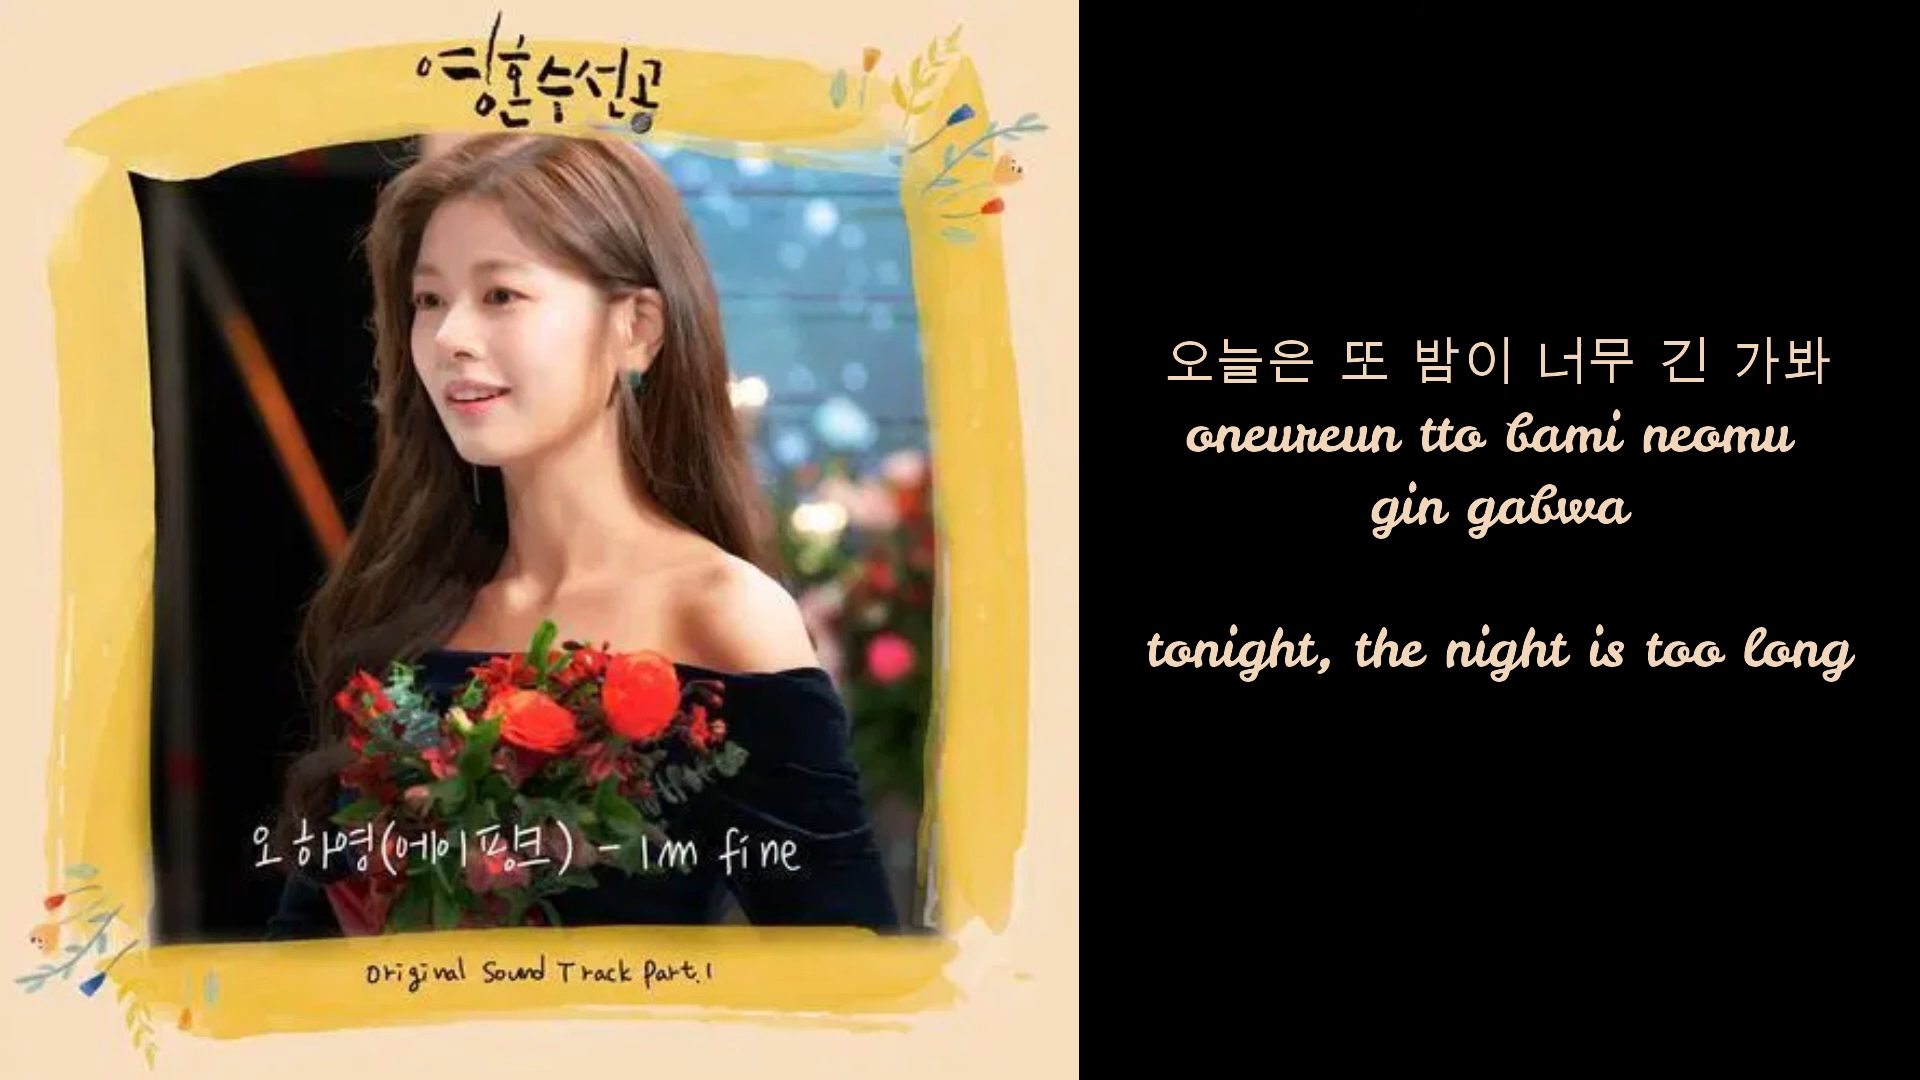 영혼수선공
오하영(에이핑크) - Im fine
Original Sound Track Part.1
오늘은 또 밤이 너무 긴 가봐
oneureun tto bami neomu
gin gabwa
tonight, the night is too long